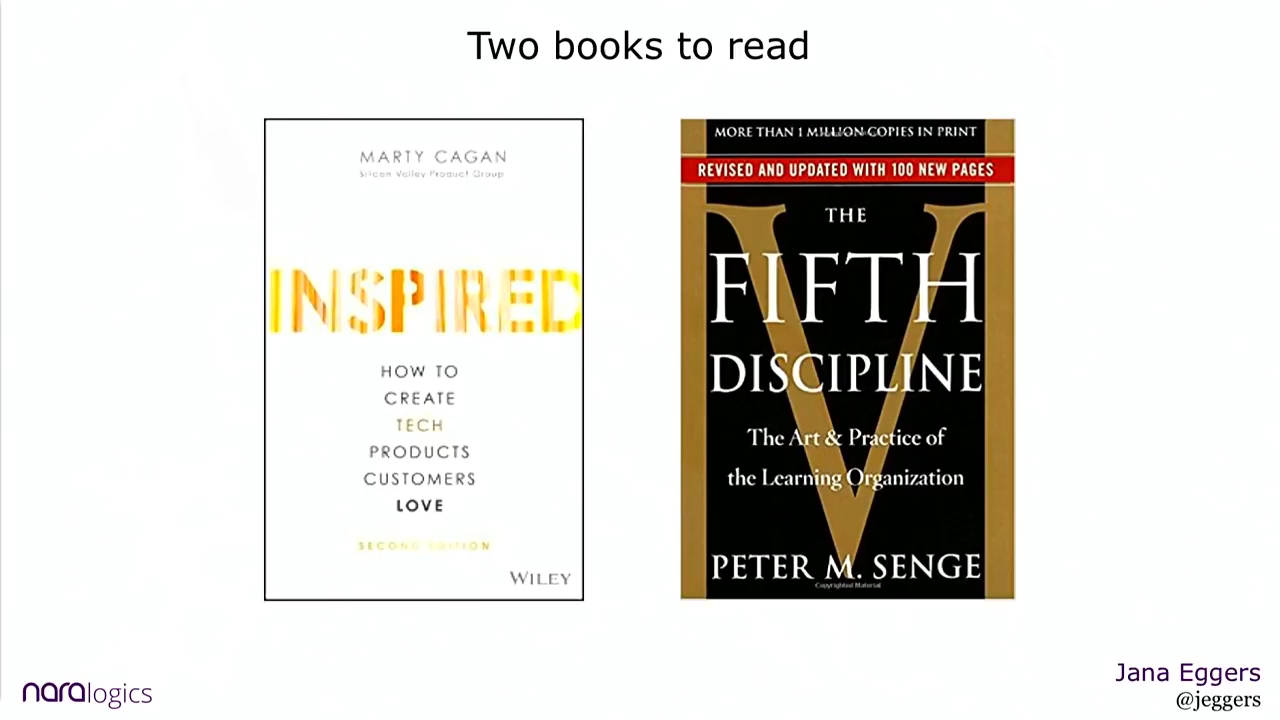 Two books to read
MARTY CAGAN
Silicon Valley Product Group
INSPIRED
HOW TO
CREATE
TECH
PRODUCTS
CUSTOMERS
LOVE
SECOND EDITION
WILEY
MORE THAN 1 MILLION COPIES IN PRINT
REVISED AND UPDATED WITH 100 NEW PAGES
THE
FIFTH
DISCIPLINE
The Art & Practice of
the Learning Organization
PETER M. SENGE
Copyrighted Material
naralogics
Jana Eggers
@jeggers